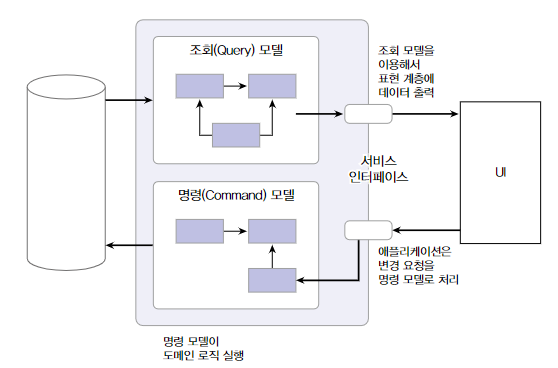 조회(Query) 모델
조회 모델을
이용해서
표현 계층에
데이터 출력
서비스
인터페이스
UI
명령(Command) 모델
애플리케이션은
변경 요청을
명령 모델로 처리
명령 모델이
도메인 로직 실행